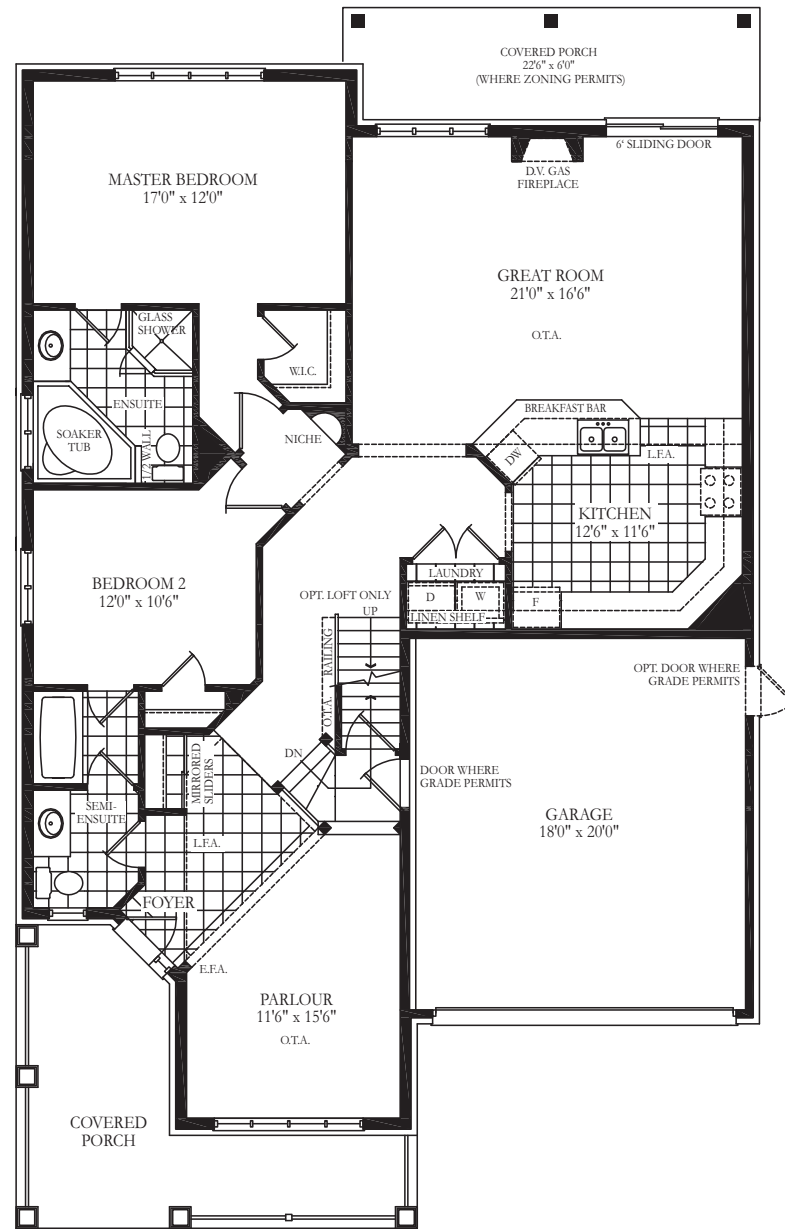 COVERED PORCH
22'6" x 6'0"
(WHERE ZONING PERMITS)
6' SLIDING DOOR
D.V. GAS
FIREPLACE
MASTER BEDROOM
17'0" x 12'0"
GREAT ROOM
21'0" x 16'6"
O.T.A.
GLASS
SHOWER
W.I.C.
ENSUITE
SOAKER
TUB
1/2 WALL
NICHE
BREAKFAST BAR
L.F.A.
DW
KITCHEN
12'6" x 11'6"
BEDROOM 2
12'0" x 10'6"
LAUNDRY
D
W
LINEN SHELF
F
OPT. LOFT ONLY
UP
O.T.A. RAILING
OPT. DOOR WHERE
GRADE PERMITS
DN
MIRRORED
SLIDERS
DOOR WHERE
GRADE PERMITS
SEMI-
ENSUITE
GARAGE
18'0" x 20'0"
L.F.A.
FOYER
E.F.A.
PARLOUR
11'6" x 15'6"
O.T.A.
COVERED
PORCH